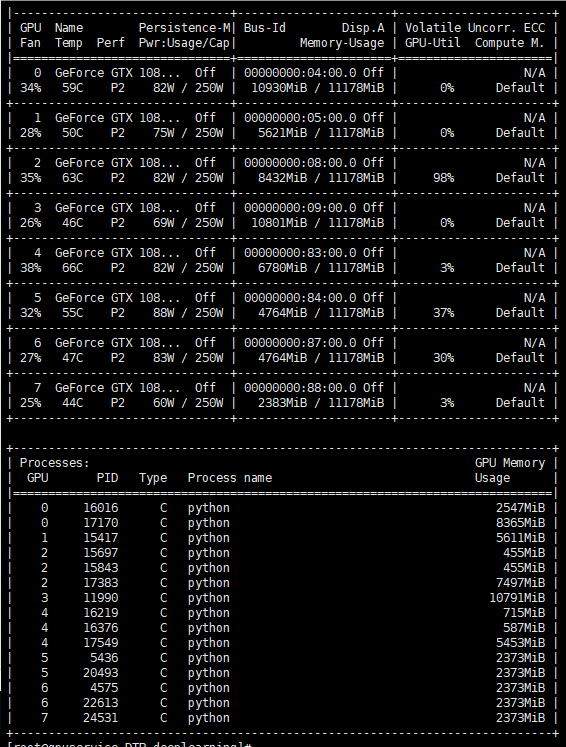 |-------------------------------+----------------------+----------------------+
| GPU  Name        Persistence-M| Bus-Id        Disp.A | Volatile Uncorr. ECC |
| Fan  Temp  Perf  Pwr:Usage/Cap|         Memory-Usage | GPU-Util  Compute M. |
|===============================+======================+======================|
|   0  GeForce GTX 108...  Off  | 00000000:04:00.0 Off |                  N/A |
| 34%   59C    P2    82W / 250W |  10930MiB / 11178MiB |      0%      Default |
+-------------------------------+----------------------+----------------------+
|   1  GeForce GTX 108...  Off  | 00000000:05:00.0 Off |                  N/A |
| 28%   50C    P2    75W / 250W |   5621MiB / 11178MiB |      0%      Default |
+-------------------------------+----------------------+----------------------+
|   2  GeForce GTX 108...  Off  | 00000000:08:00.0 Off |                  N/A |
| 35%   63C    P2    82W / 250W |   8432MiB / 11178MiB |     98%      Default |
+-------------------------------+----------------------+----------------------+
|   3  GeForce GTX 108...  Off  | 00000000:09:00.0 Off |                  N/A |
| 26%   46C    P2    69W / 250W |  10801MiB / 11178MiB |      0%      Default |
+-------------------------------+----------------------+----------------------+
|   4  GeForce GTX 108...  Off  | 00000000:83:00.0 Off |                  N/A |
| 38%   66C    P2    82W / 250W |   6780MiB / 11178MiB |      3%      Default |
+-------------------------------+----------------------+----------------------+
|   5  GeForce GTX 108...  Off  | 00000000:84:00.0 Off |                  N/A |
| 32%   55C    P2    88W / 250W |   4764MiB / 11178MiB |     37%      Default |
+-------------------------------+----------------------+----------------------+
|   6  GeForce GTX 108...  Off  | 00000000:87:00.0 Off |                  N/A |
| 27%   47C    P2    83W / 250W |   4764MiB / 11178MiB |     30%      Default |
+-------------------------------+----------------------+----------------------+
|   7  GeForce GTX 108...  Off  | 00000000:88:00.0 Off |                  N/A |
| 25%   44C    P2    60W / 250W |   2383MiB / 11178MiB |      3%      Default |
+-------------------------------+----------------------+----------------------+
+-----------------------------------------------------------------------------+
| Processes:                                                       GPU Memory |
|  GPU       PID   Type   Process name                             Usage      |
|=============================================================================|
|    0     16016      C   python                                      2547MiB |
|    0     17170      C   python                                      8365MiB |
|    1     15417      C   python                                      5611MiB |
|    2     15697      C   python                                       455MiB |
|    2     15843      C   python                                       455MiB |
|    2     17383      C   python                                      7497MiB |
|    3     11990      C   python                                     10791MiB |
|    4     16219      C   python                                       715MiB |
|    4     16376      C   python                                       587MiB |
|    4     17549      C   python                                      5453MiB |
|    5      5436      C   python                                      2373MiB |
|    5     20493      C   python                                      2373MiB |
|    6      4575      C   python                                      2373MiB |
|    6     22613      C   python                                      2373MiB |
|    7     24531      C   python                                      2373MiB |
+-----------------------------------------------------------------------------+